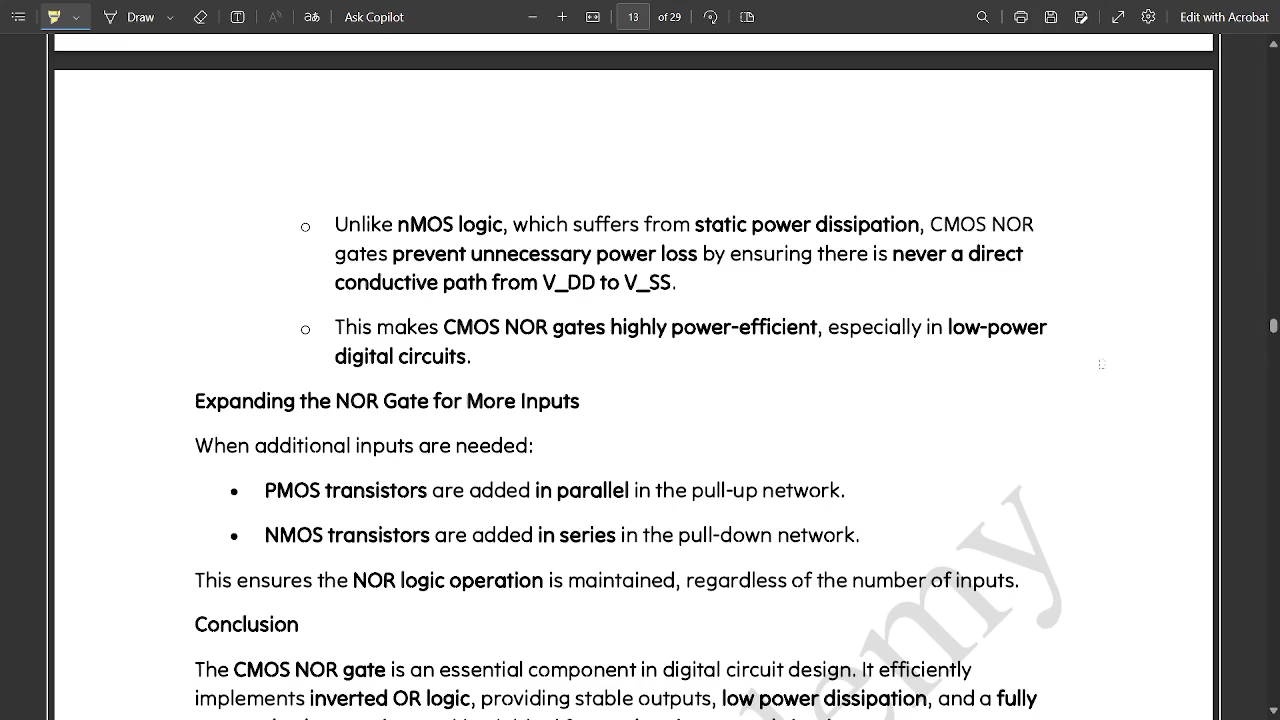 Draw
Ask Copilot
13 of 29
Edit with Acrobat
o Unlike nMOS logic, which suffers from static power dissipation, CMOS NOR
gates prevent unnecessary power loss by ensuring there is never a direct
conductive path from V_DD to V_SS.
o This makes CMOS NOR gates highly power-efficient, especially in low-power
digital circuits.
Expanding the NOR Gate for More Inputs
When additional inputs are needed:
• PMOS transistors are added in parallel in the pull-up network.
• NMOS transistors are added in series in the pull-down network.
This ensures the NOR logic operation is maintained, regardless of the number of inputs.
Conclusion
The CMOS NOR gate is an essential component in digital circuit design. It efficiently
implements inverted OR logic, providing stable outputs, low power dissipation, and a fully